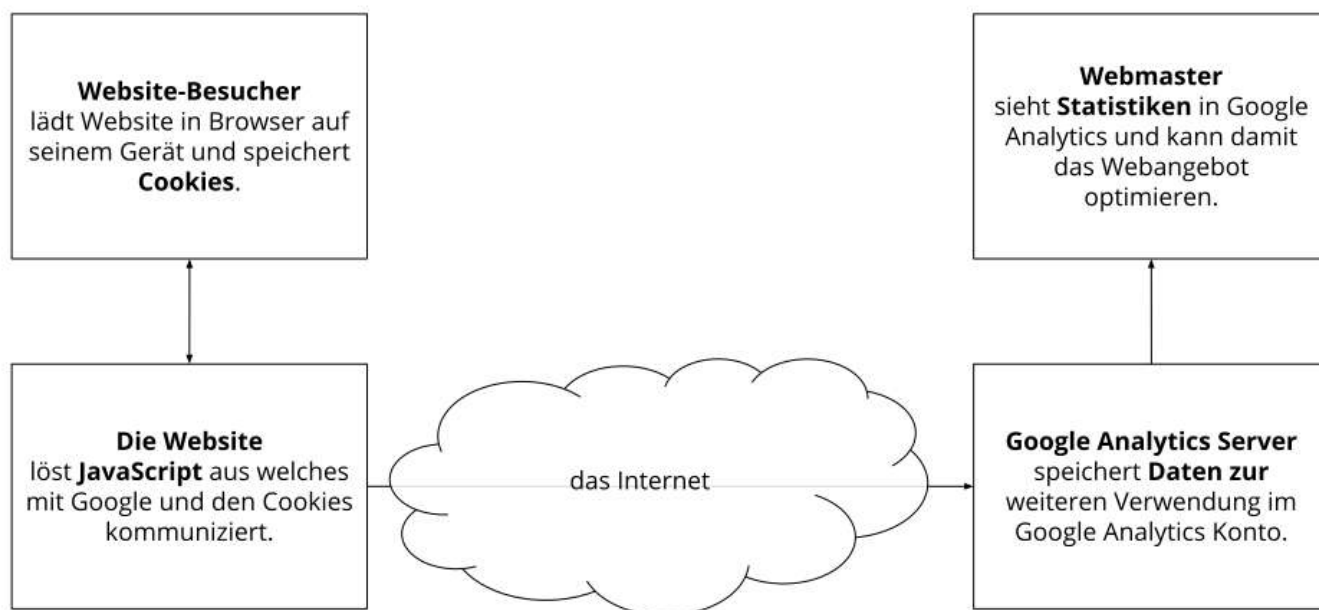 Website-Besucher
lädt Website in Browser auf
seinem Gerät und speichert
Cookies.
Webmaster
sieht Statistiken in Google
Analytics und kann damit
das Webangebot
optimieren.
Die Website
löst JavaScript aus welches
mit Google und den Cookies
kommuniziert.
das Internet
Google Analytics Server
speichert Daten zur
weiteren Verwendung im
Google Analytics Konto.